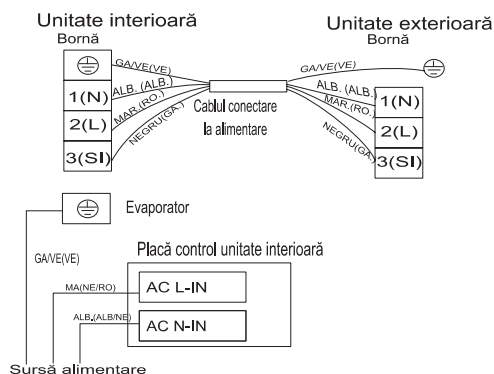 Unitate interioară
Bornă
Unitate exterioară
Bornă
GA/VE(VE)
GA/VE(VE)
1(N)
ALB. (ALB.)
ALB. (ALB.)
1(N)
2(L)
MAR.(RO.)
MAR.(RO.)
2(L)
3(SI)
NEGRU(GA.)
NEGRU(GA.)
3(SI)
Cablul conectare
la alimentare
Evaporator
GA/VE(VE)
Placă control unitate interioară
MA(NE/RO)
AC L-IN
ALB.(ALB/NE)
AC N-IN
Sursă alimentare